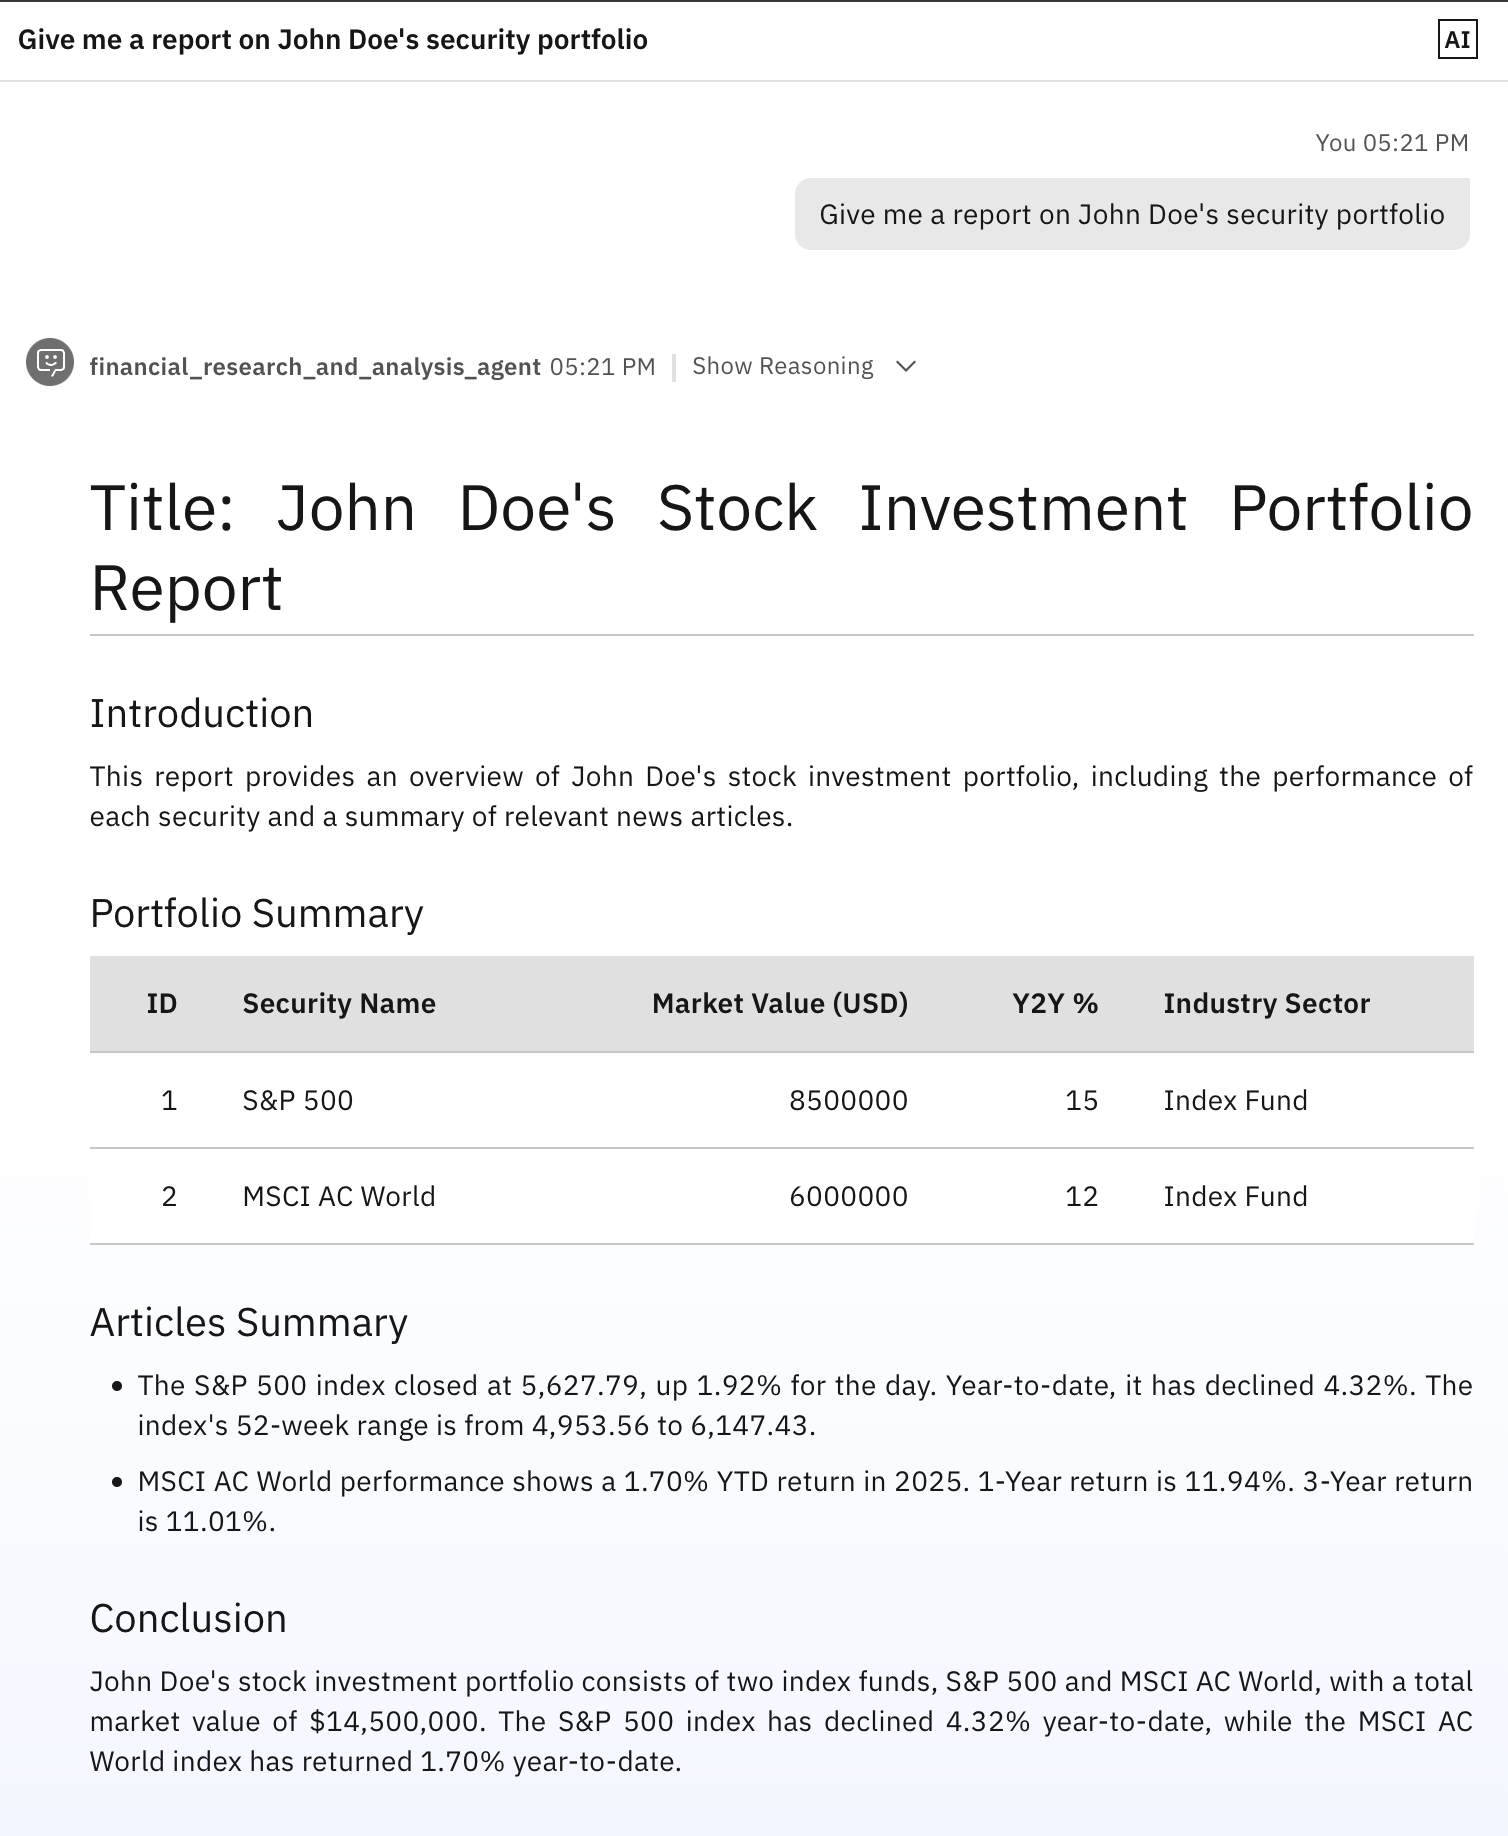 Give me a report on John Doe's security portfolio
AI
You 05:21 PM
Give me a report on John Doe's security portfolio
financial_research_and_analysis_agent 05:21 PM | Show Reasoning
Title: John Doe's Stock Investment Portfolio
Report
Introduction
This report provides an overview of John Doe's stock investment portfolio, including the performance of
each security and a summary of relevant news articles.
Portfolio Summary
ID Security Name Market Value (USD) Y2Y % Industry Sector
1 S&P 500 8500000 15 Index Fund
2 MSCI AC World 6000000 12 Index Fund
Articles Summary
• The S&P 500 index closed at 5,627.79, up 1.92% for the day. Year-to-date, it has declined 4.32%. The
index's 52-week range is from 4,953.56 to 6,147.43.
• MSCI AC World performance shows a 1.70% YTD return in 2025. 1-Year return is 11.94%. 3-Year return
is 11.01%.
Conclusion
John Doe's stock investment portfolio consists of two index funds, S&P 500 and MSCI AC World, with a total
market value of $14,500,000. The S&P 500 index has declined 4.32% year-to-date, while the MSCI AC
World index has returned 1.70% year-to-date.